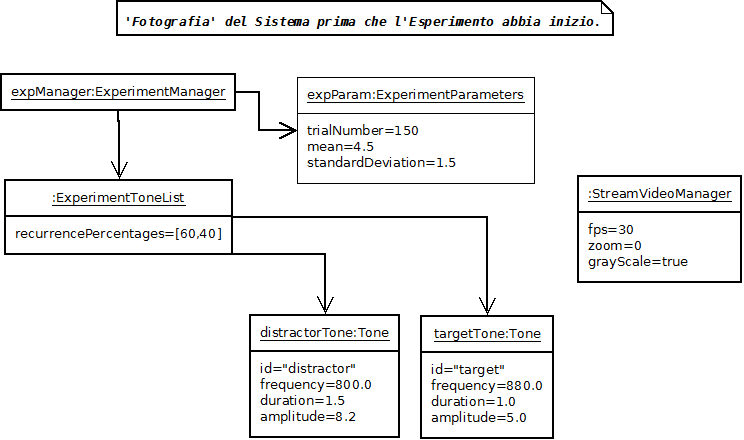 'Fotografia' del Sistema prima che l'Esperimento abbia inizio.
expManager:ExperimentManager
expParam:ExperimentParameters
trialNumber=150
mean=4.5
standardDeviation=1.5
:ExperimentToneList
recurrencePercentages=[60,40]
:StreamVideoManager
fps=30
zoom=0
grayScale=true
distractorTone:Tone
id="distractor"
frequency=800.0
duration=1.5
amplitude=8.2
targetTone:Tone
id="target"
frequency=880.0
duration=1.0
amplitude=5.0